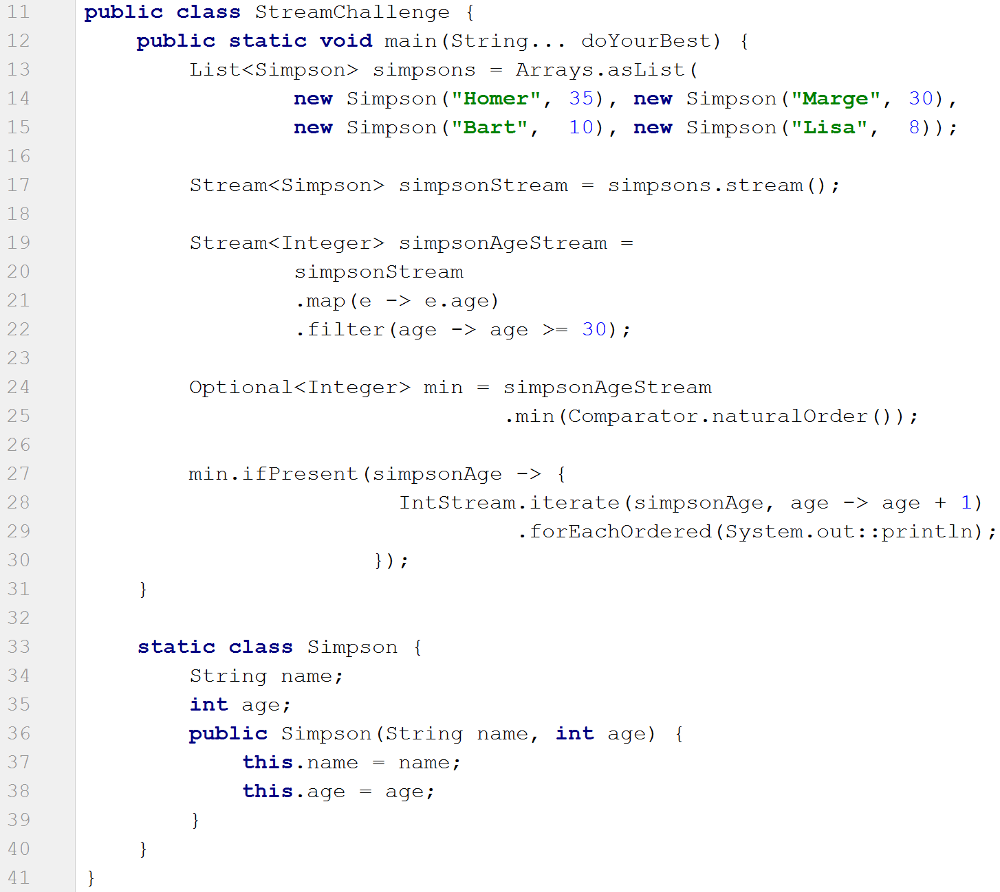 11 public class StreamChallenge {
12     public static void main(String... doYourBest) {
13         List<Simpson> simpsons = Arrays.asList(
14                 new Simpson("Homer", 35), new Simpson("Marge", 30),
15                 new Simpson("Bart",  10), new Simpson("Lisa",  8));
16
17         Stream<Simpson> simpsonStream = simpsons.stream();
18
19         Stream<Integer> simpsonAgeStream =
20                 simpsonStream
21                 .map(e -> e.age)
22                 .filter(age -> age >= 30);
23
24         Optional<Integer> min = simpsonAgeStream
25                                 .min(Comparator.naturalOrder());
26
27         min.ifPresent(simpsonAge -> {
28                         IntStream.iterate(simpsonAge, age -> age + 1)
29                                  .forEachOrdered(System.out::println);
30                       });
31     }
32
33     static class Simpson {
34         String name;
35         int age;
36         public Simpson(String name, int age) {
37             this.name = name;
38             this.age = age;
39         }
40     }
41 }